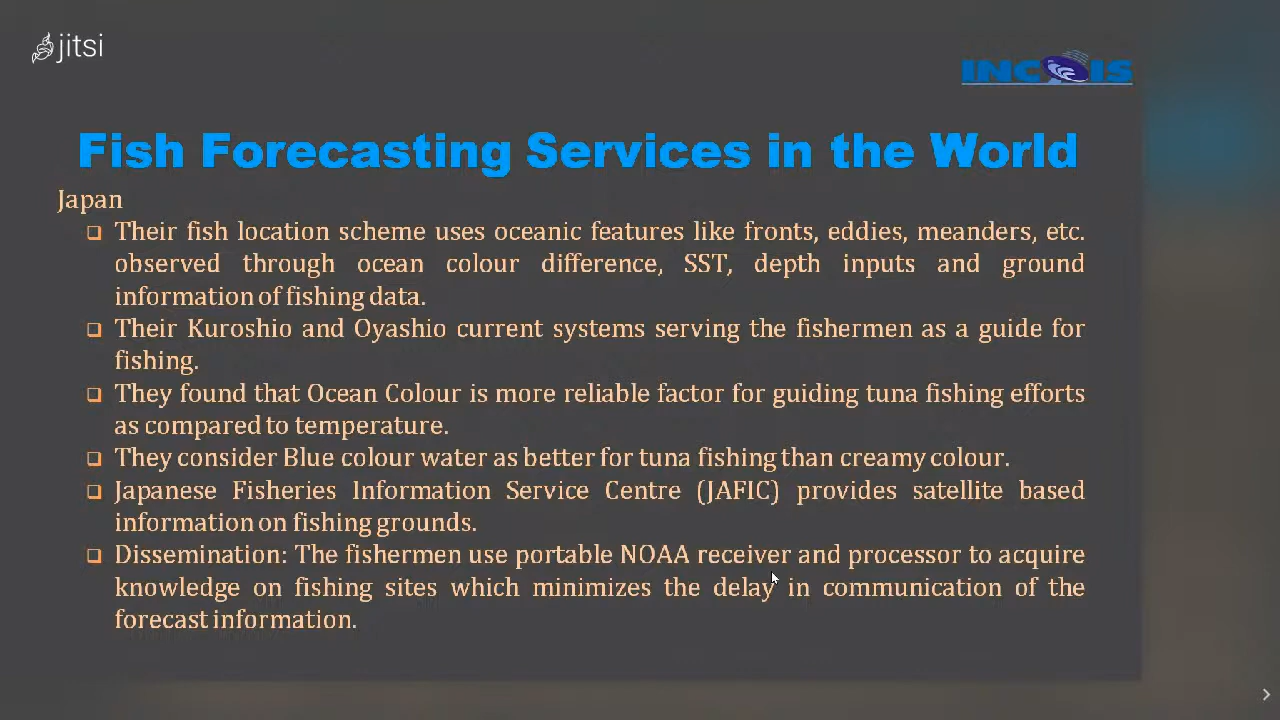 jitsi
INCOIS
Fish Forecasting Services in the World
Japan
Their fish location scheme uses oceanic features like fronts, eddies, meanders, etc.
observed through ocean colour difference, SST, depth inputs and ground
information of fishing data.
Their Kuroshio and Oyashio current systems serving the fishermen as a guide for
fishing.
They found that Ocean Colour is more reliable factor for guiding tuna fishing efforts
as compared to temperature.
They consider Blue colour water as better for tuna fishing than creamy colour.
Japanese Fisheries Information Service Centre (JAFIC) provides satellite based
information on fishing grounds.
Dissemination: The fishermen use portable NOAA receiver and processor to acquire
knowledge on fishing sites which minimizes the delay in communication of the
forecast information.